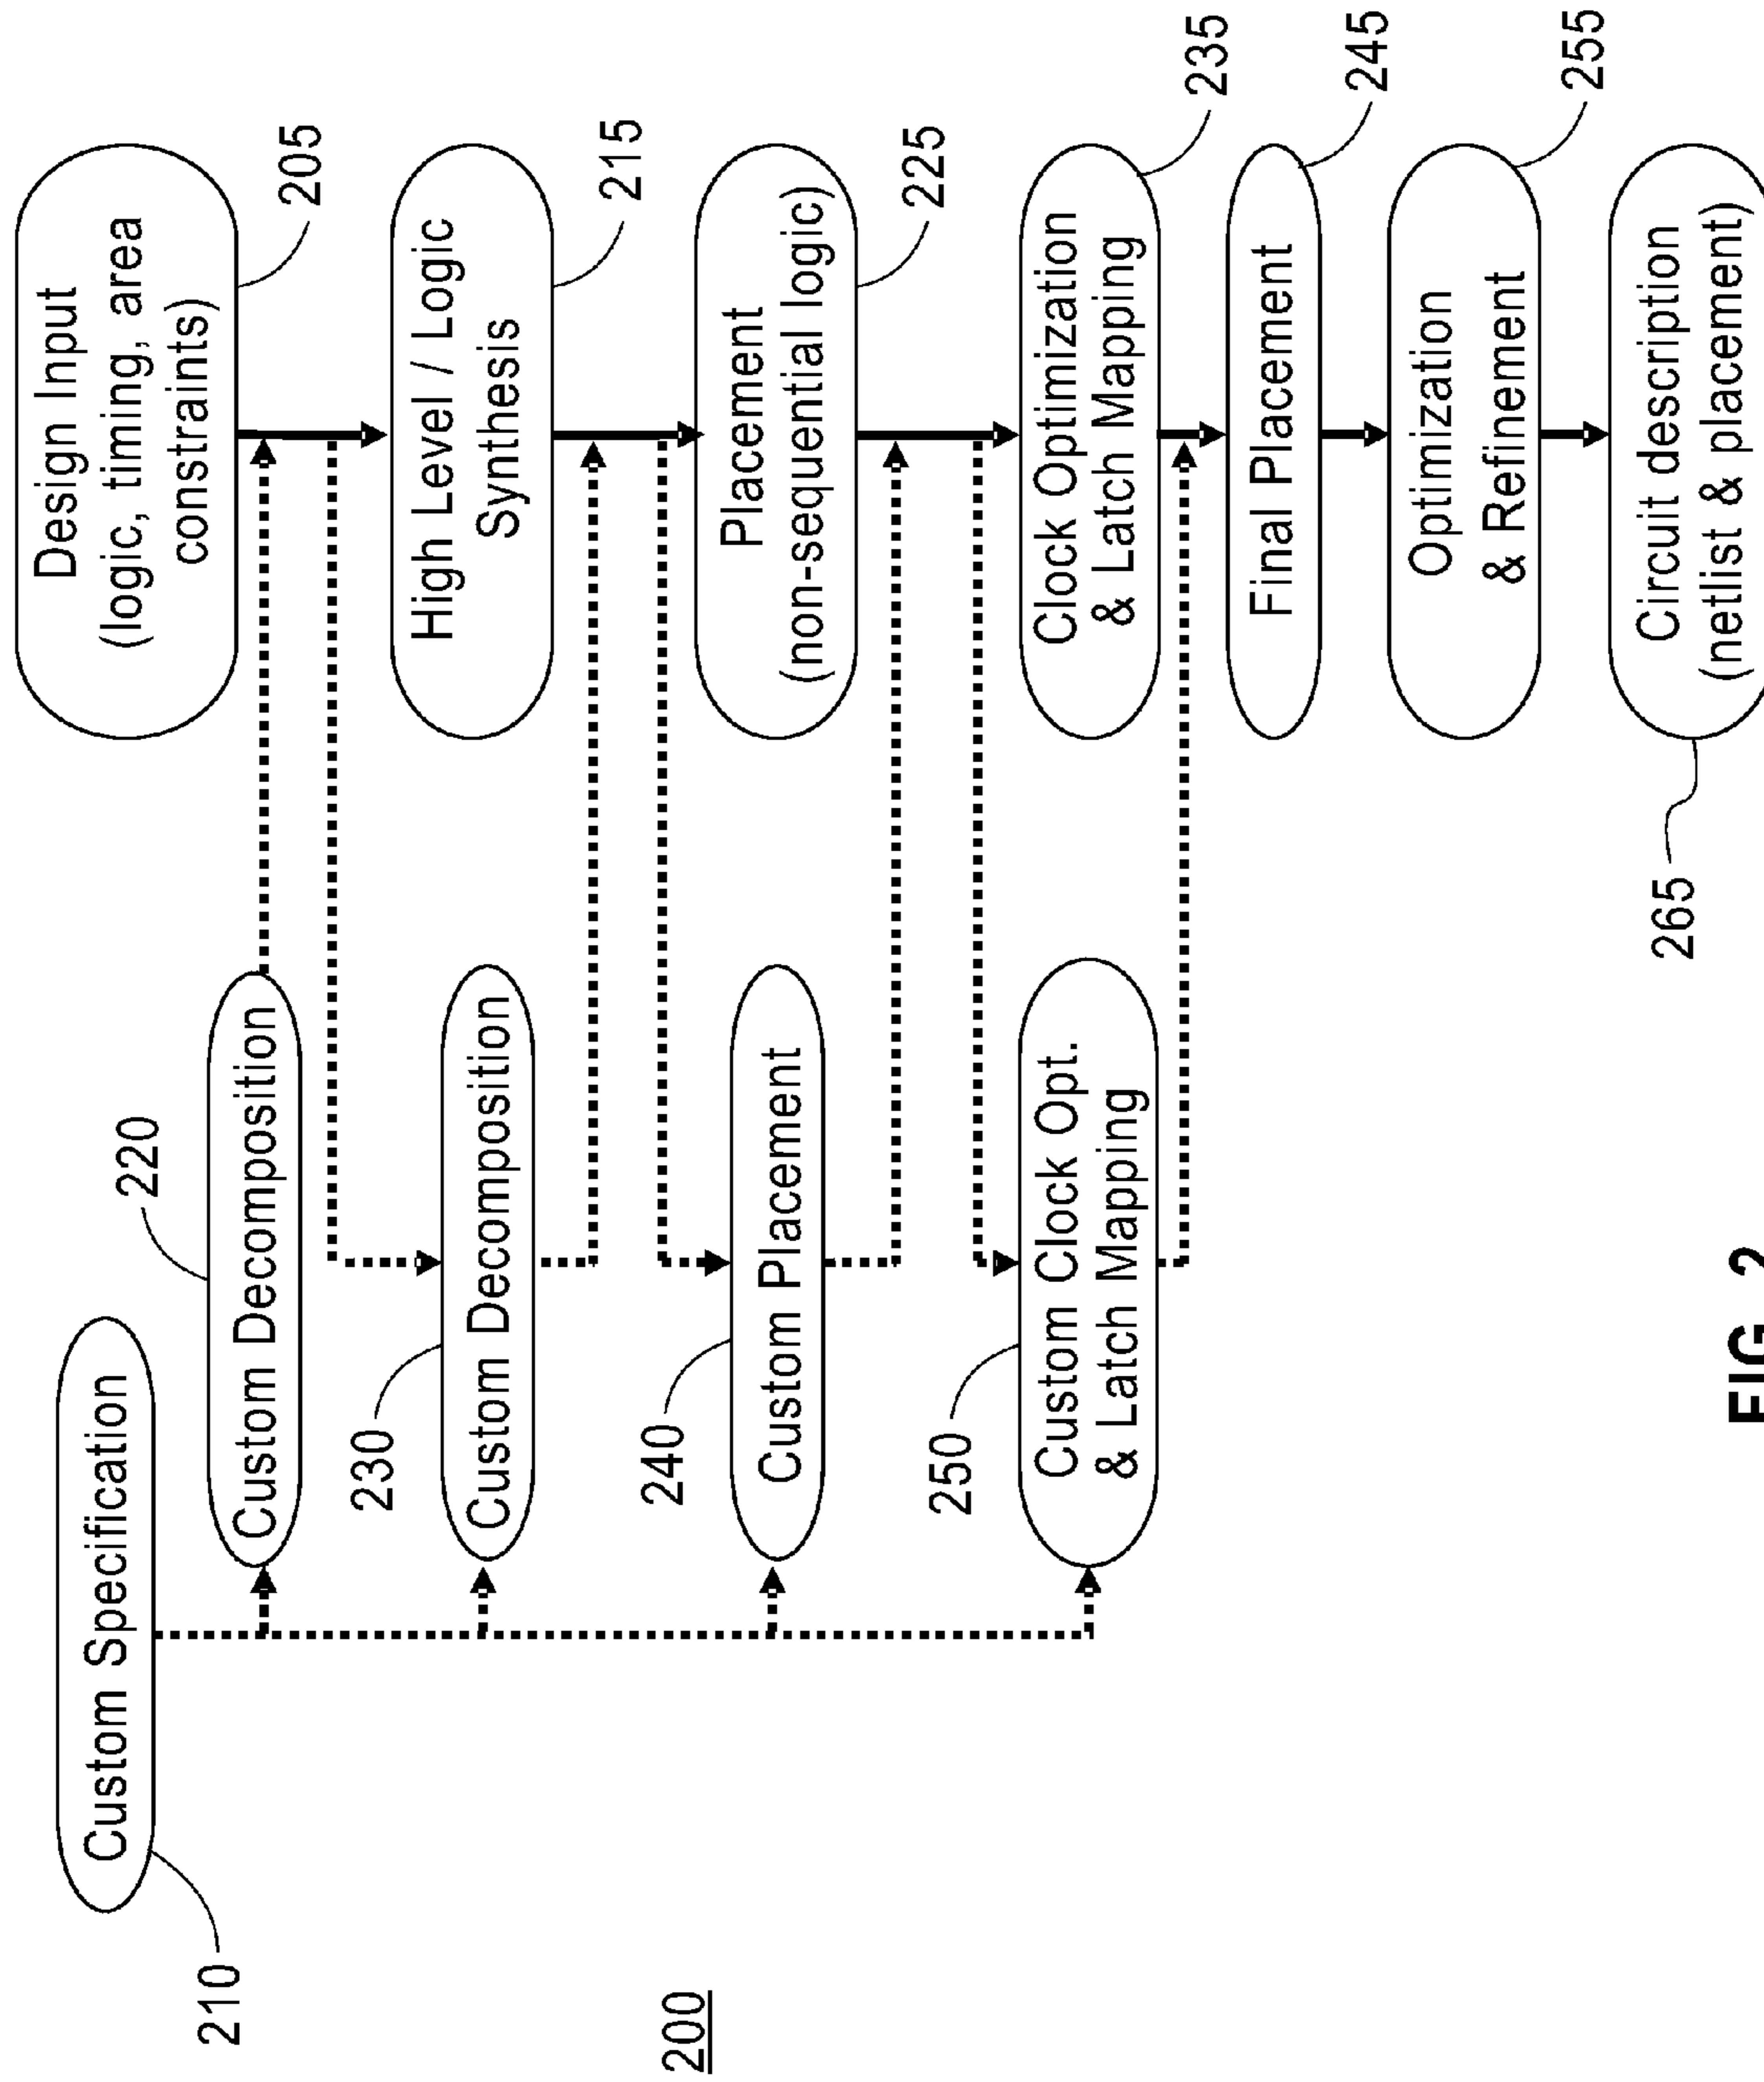 Design Input
(logic, timing, area
constraints)
205
High Level / Logic
Synthesis
215
Placement
(non-sequential logic)
225
Clock Optimization
& Latch Mapping
235
Final Placement
245
Optimization
& Refinement
255
Circuit description
(netlist & placement)
265
Custom Specification
210
Custom Decomposition
220
Custom Decomposition
230
Custom Placement
240
Custom Clock Opt.
& Latch Mapping
250
200
FIG. 2